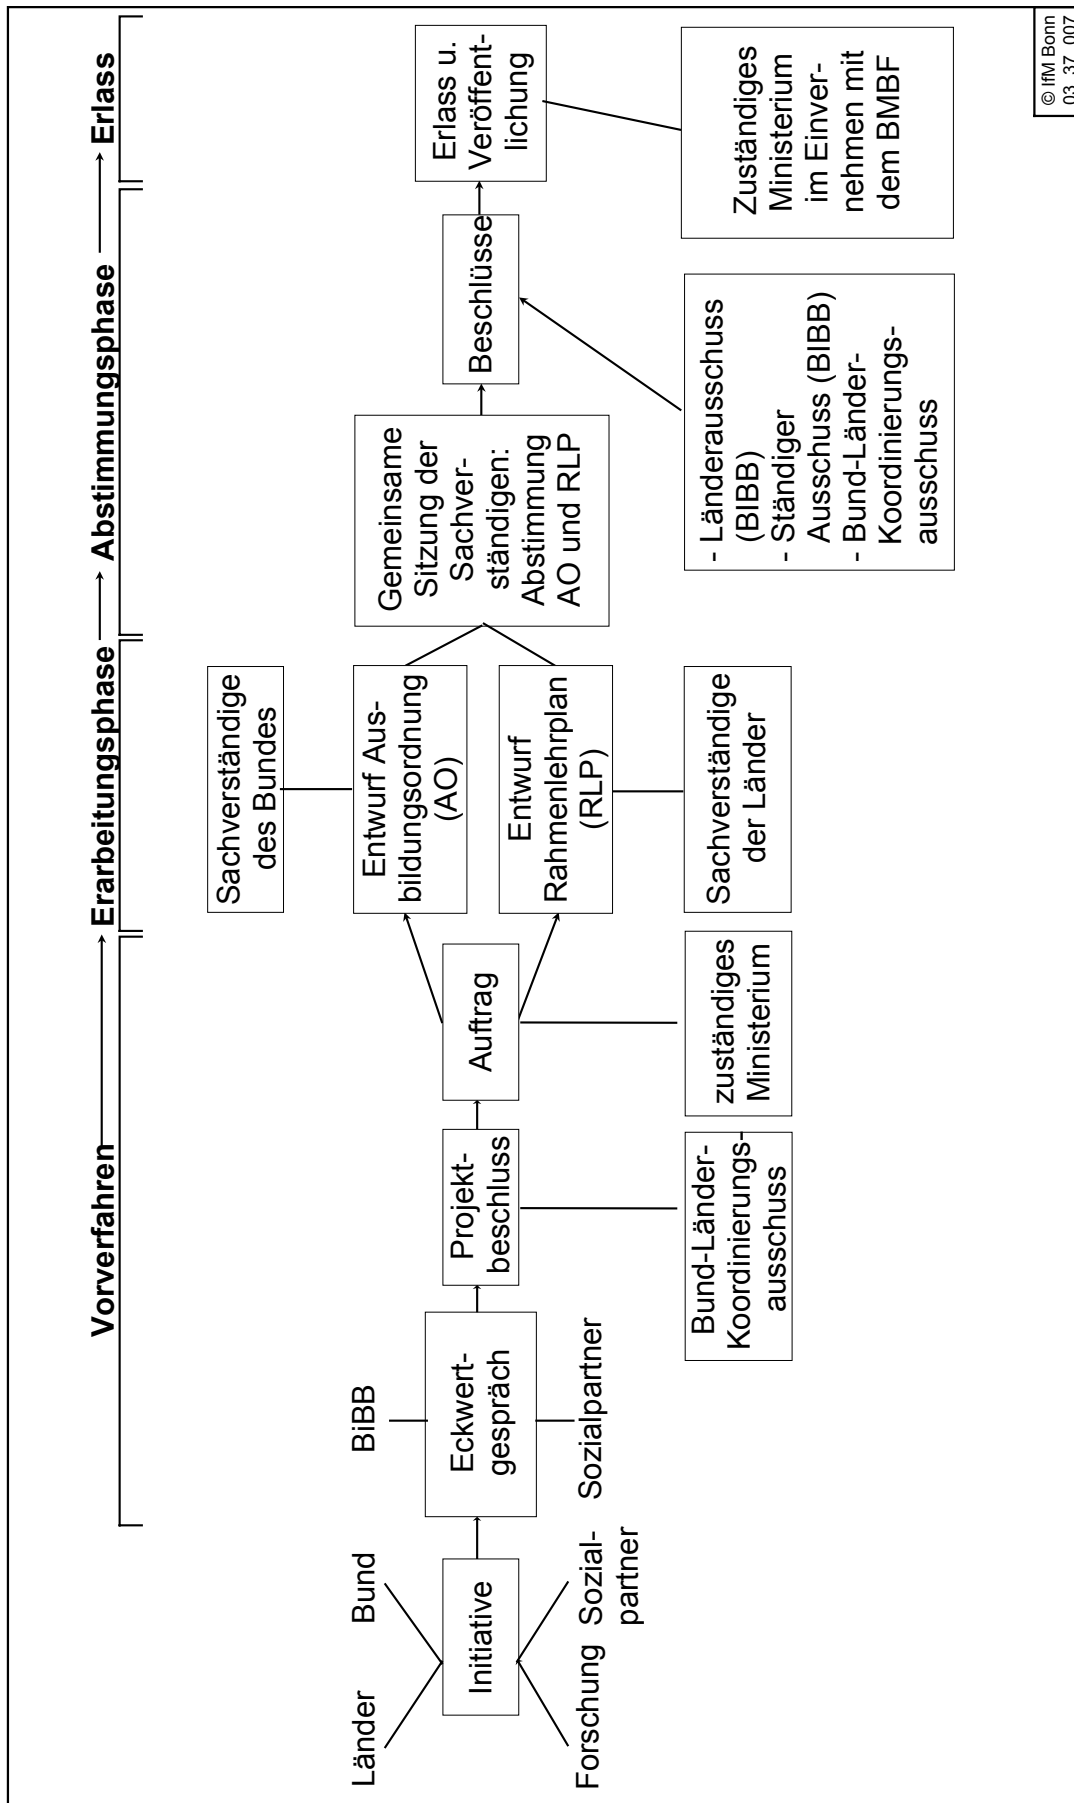 Vorverfahren
Erarbeitungsphase
Abstimmungsphase
Erlass
Länder
Bund
Initiative
Forschung
Sozial-
partner
BiBB
Eckwert-
gespräch
Sozialpartner
Projekt-
beschluss
Bund-Länder-
Koordinierungs-
ausschuss
Auftrag
zuständiges
Ministerium
Sachverständige
des Bundes
Entwurf Aus-
bildungsordnung
(AO)
Entwurf
Rahmenlehrplan
(RLP)
Sachverständige
der Länder
Gemeinsame
Sitzung der
Sachver-
ständigen:
Abstimmung
AO und RLP
Beschlüsse
- Länderausschuss
(BIBB)
- Ständiger
Ausschuss (BIBB)
- Bund-Länder-
Koordinierungs-
ausschuss
Erlass u.
Veröffent-
lichung
Zuständiges
Ministerium
im Einver-
nehmen mit
dem BMBF
© IfM Bonn
03 37 007